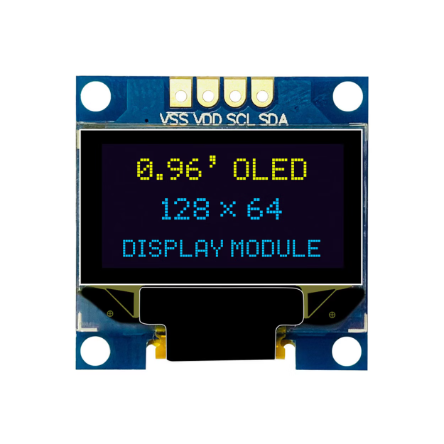 VSS VDD SCL SDA
0.96' OLED
128 × 64
DISPLAY MODULE